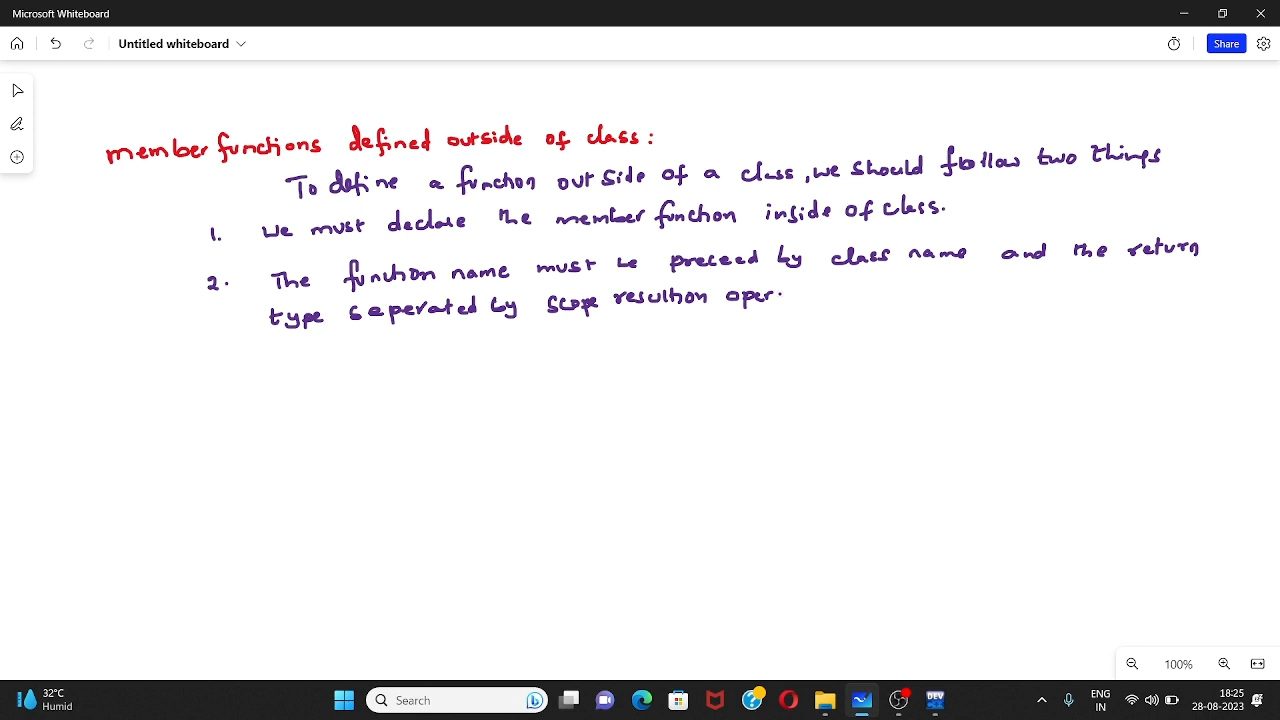 Microsoft Whiteboard
Untitled whiteboard
Share
member functions defined outside of class:
To define a function out side of a class, we should follow two things
1. We must declare the member function inside of class.
2. The function name must be preceed by class name and the return
type seperated by scope resultion oper.
100%
32°C
Humid
Search
DEV
ENG
IN
18:25
28-08-2023